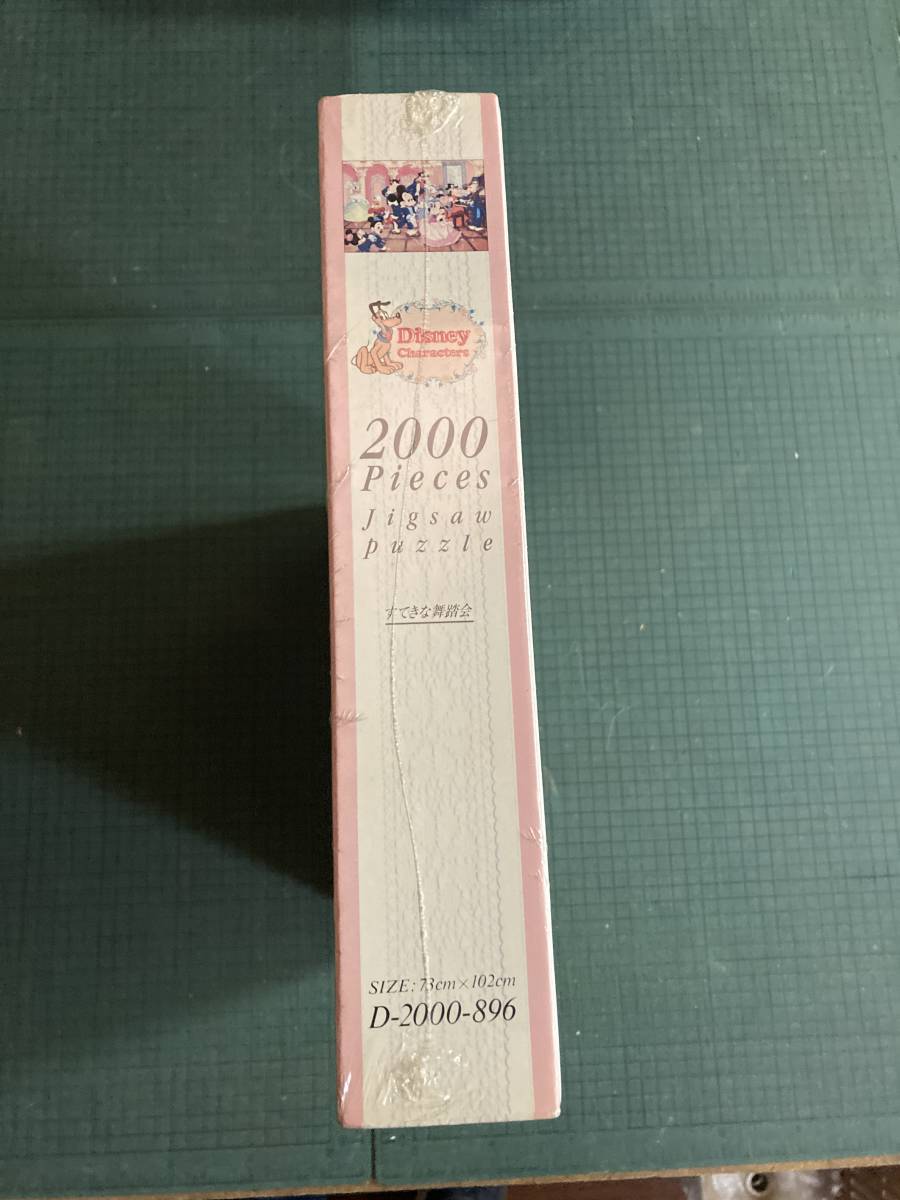 Disney
Characters
2000
Pieces
Jigsaw
puzzle
すてきな舞踏会
SIZE: 73cm×102cm
D-2000-896